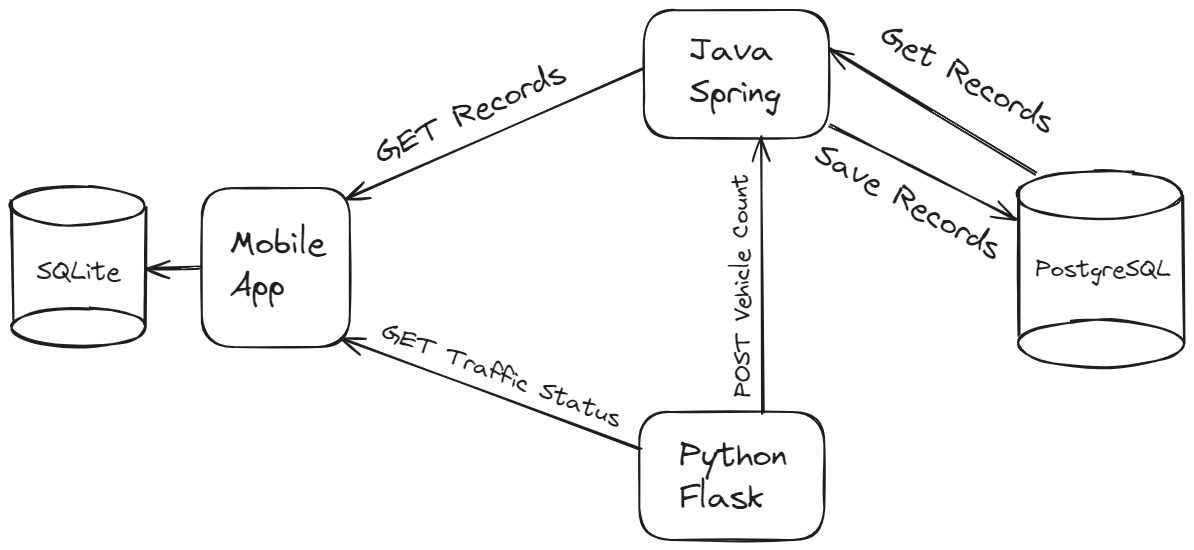 Java
Spring
Get Records
GET Records
Save Records
POST Vehicle Count
Mobile
App
SQLite
PostgreSQL
GET Traffic Status
Python
Flask